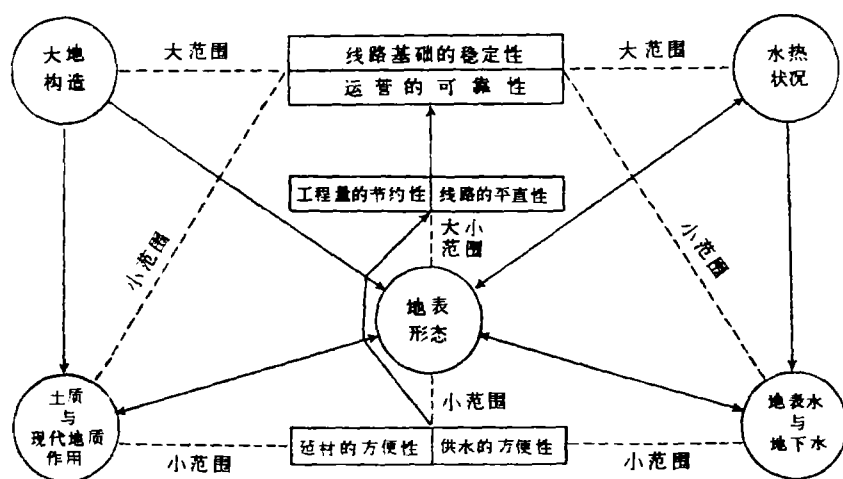 大地
构造
大范围
线路基础的稳定性
运营的可靠性
大范围
水热
状况
工程量的节约性
线路的平直性
大小
范围
小范围
小范围
地表
形态
小范围
土质
与
现代地质
作用
小范围
材的方便性
供水的方便性
小范围
地表水
与
地下水